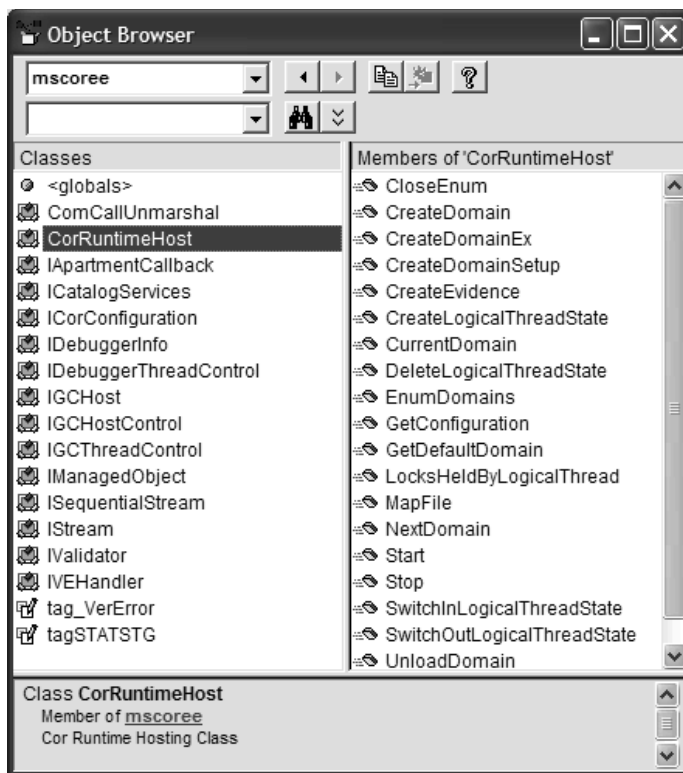 Object Browser
mscoree
Classes
<globals>
ComCallUnmarshal
CorRuntimeHost
IApartmentCallback
ICatalogServices
ICorConfiguration
IDebuggerInfo
IDebuggerThreadControl
IGCHost
IGCHostControl
IGCThreadControl
IManagedObject
ISequentialStream
IStream
IValidator
IVEHandler
tag_VerError
tagSTATSTG
Members of 'CorRuntimeHost'
CloseEnum
CreateDomain
CreateDomainEx
CreateDomainSetup
CreateEvidence
CreateLogicalThreadState
CurrentDomain
DeleteLogicalThreadState
EnumDomains
GetConfiguration
GetDefaultDomain
LocksHeldByLogicalThread
MapFile
NextDomain
Start
Stop
SwitchInLogicalThreadState
SwitchOutLogicalThreadState
UnloadDomain
Class CorRuntimeHost
Member of mscoree
Cor Runtime Hosting Class